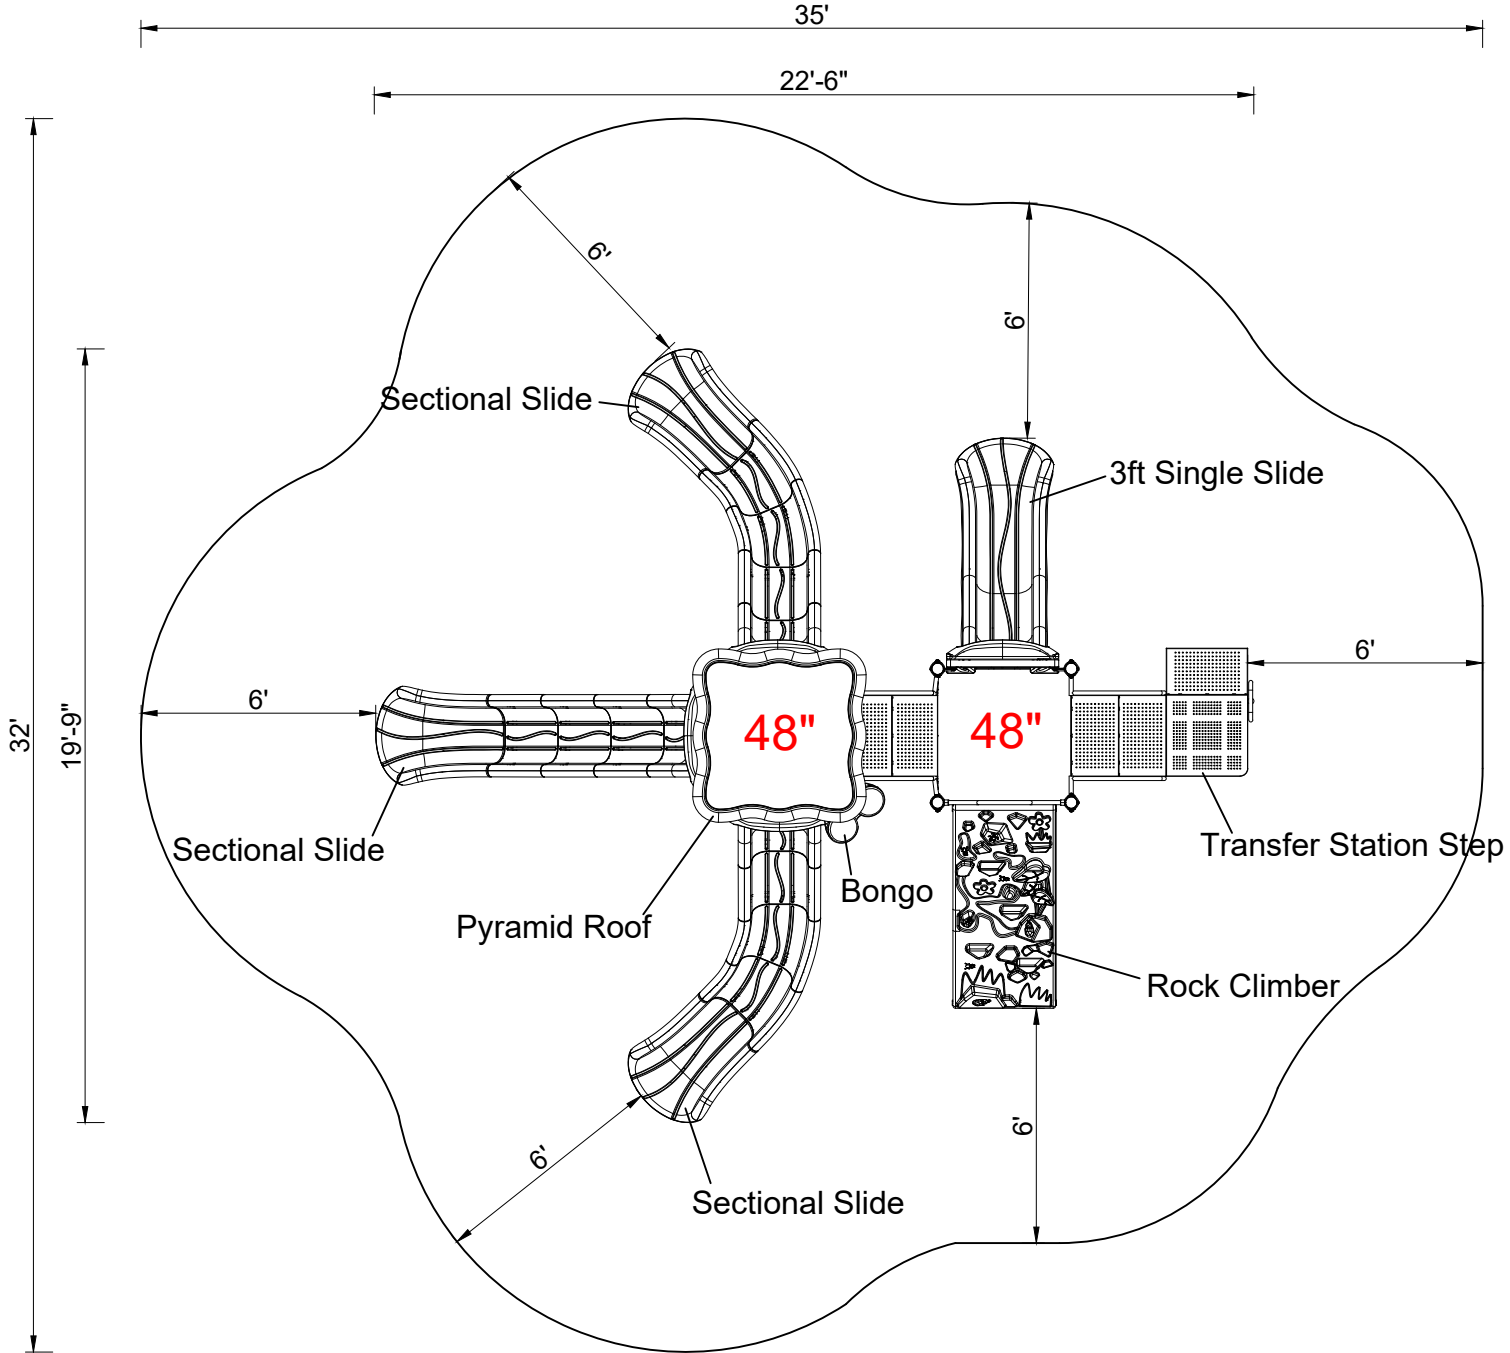 35'
22'-6"
6'
6'
Sectional Slide
3ft Single Slide
6'
6'
32'
19'-9"
48"
48"
Sectional Slide
Transfer Station Step
Bongo
Pyramid Roof
Rock Climber
6'
6'
Sectional Slide